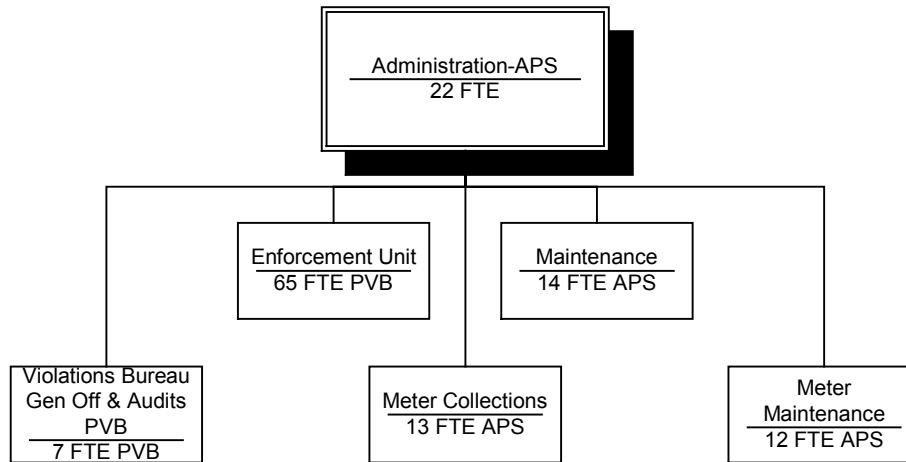 Administration-APS
22 FTE
Enforcement Unit
65 FTE PVB
Maintenance
14 FTE APS
Violations Bureau
Gen Off & Audits
PVB
7 FTE PVB
Meter Collections
13 FTE APS
Meter
Maintenance
12 FTE APS